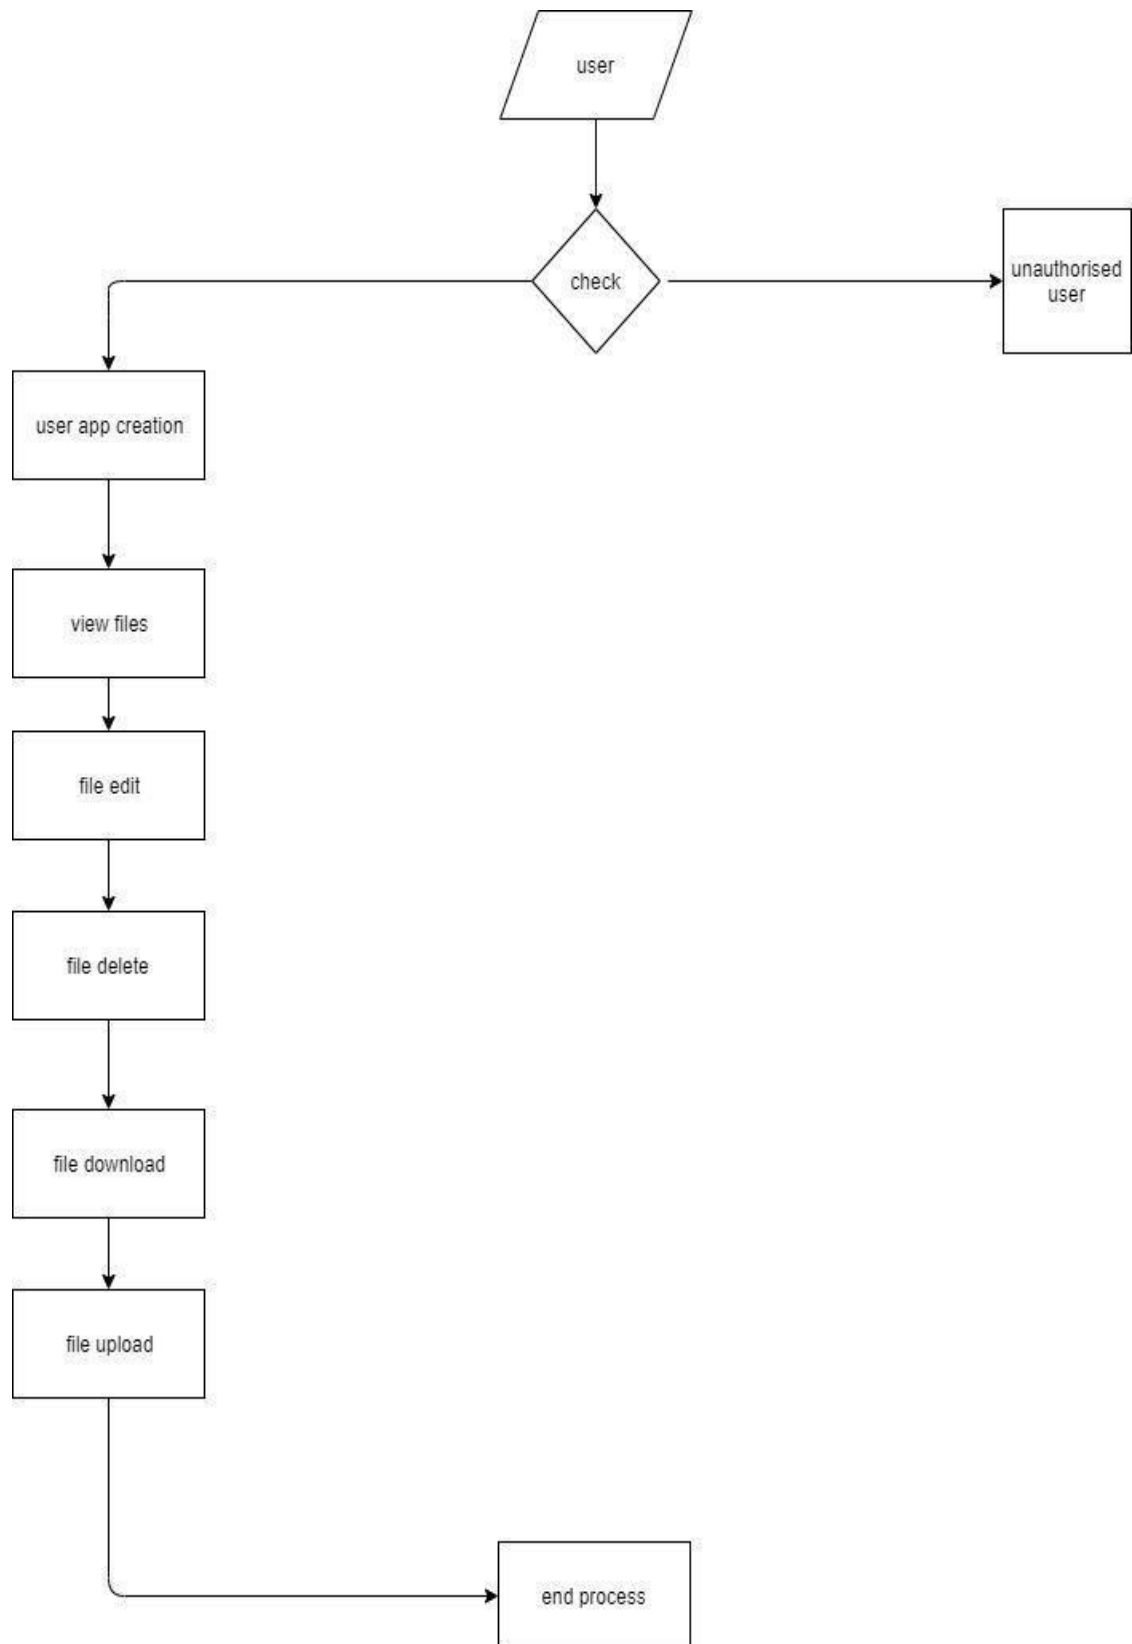 user
check
unauthorised
user
user app creation
view files
file edit
file delete
file download
file upload
end process